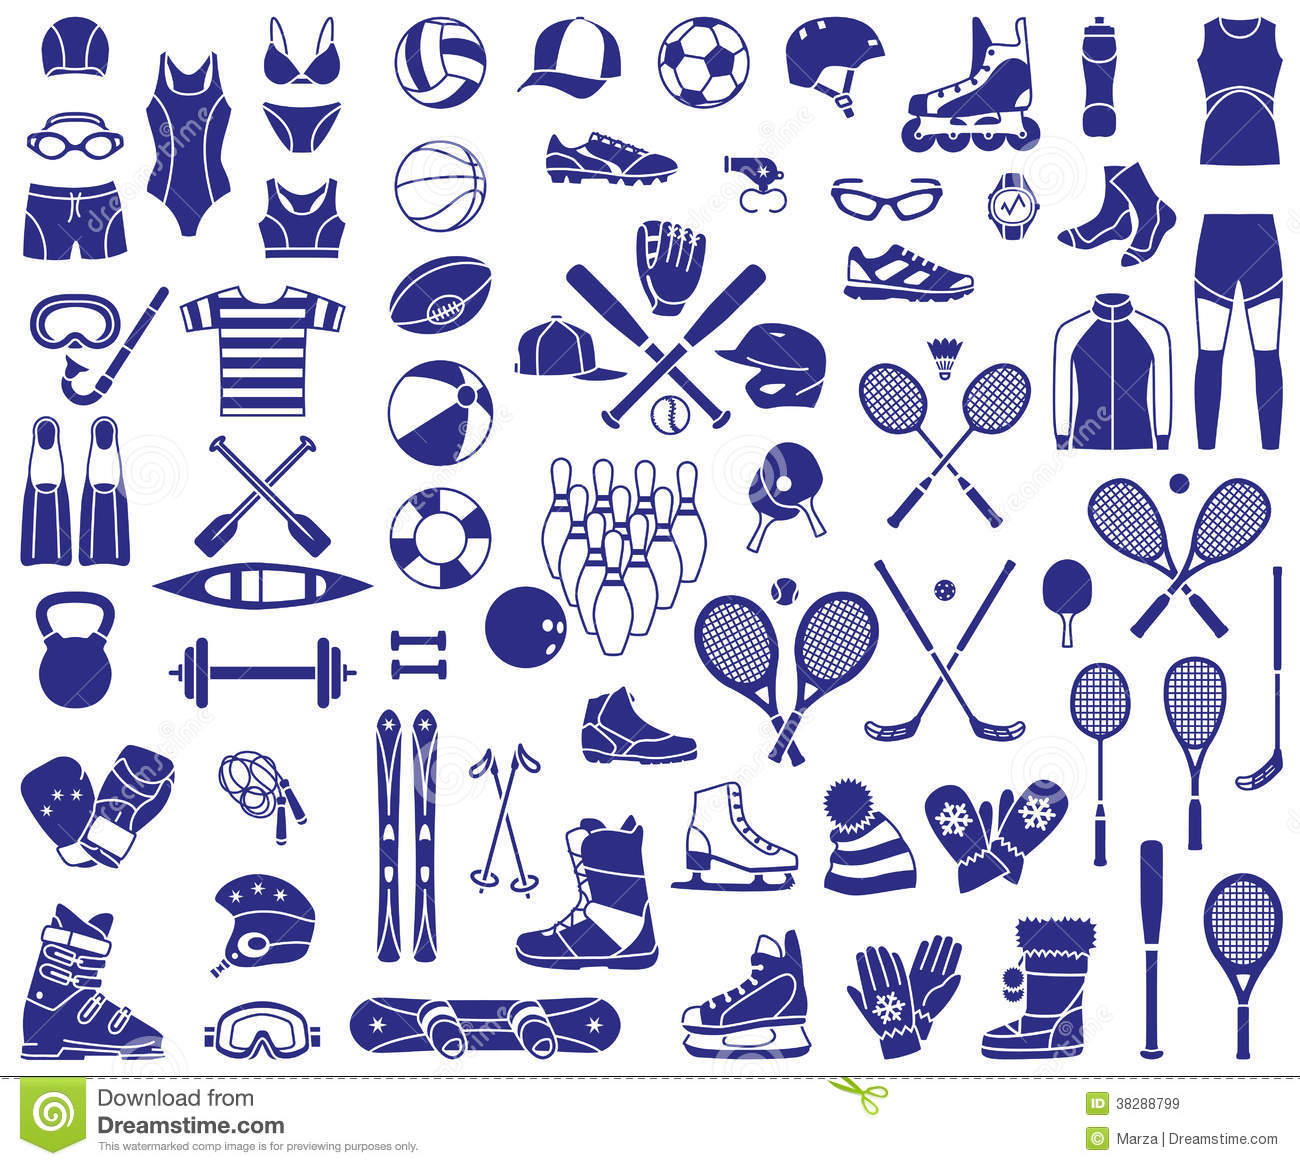 Download from
Dreamstime.com
This watermarked comp image is for previewing purposes only.
ID 38288799
© Marza | Dreamstime.com